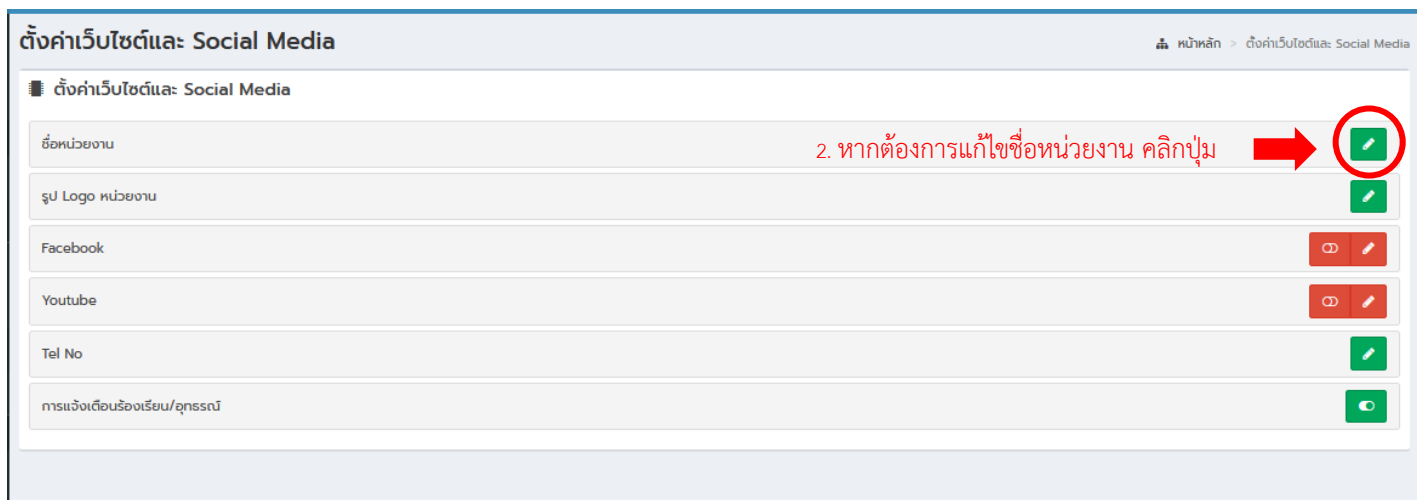 ตั้งค่าเว็บไซต์และ Social Media
หน้าหลัก > ตั้งค่าเว็บไซต์และ Social Media
ตั้งค่าเว็บไซต์และ Social Media
ชื่อหน่วยงาน
2. หากต้องการแก้ไขชื่อหน่วยงาน คลิกปุ่ม
รูป Logo หน่วยงาน
Facebook
Youtube
Tel No
การแจ้งเตือนร้องเรียน/อุทธรณ์